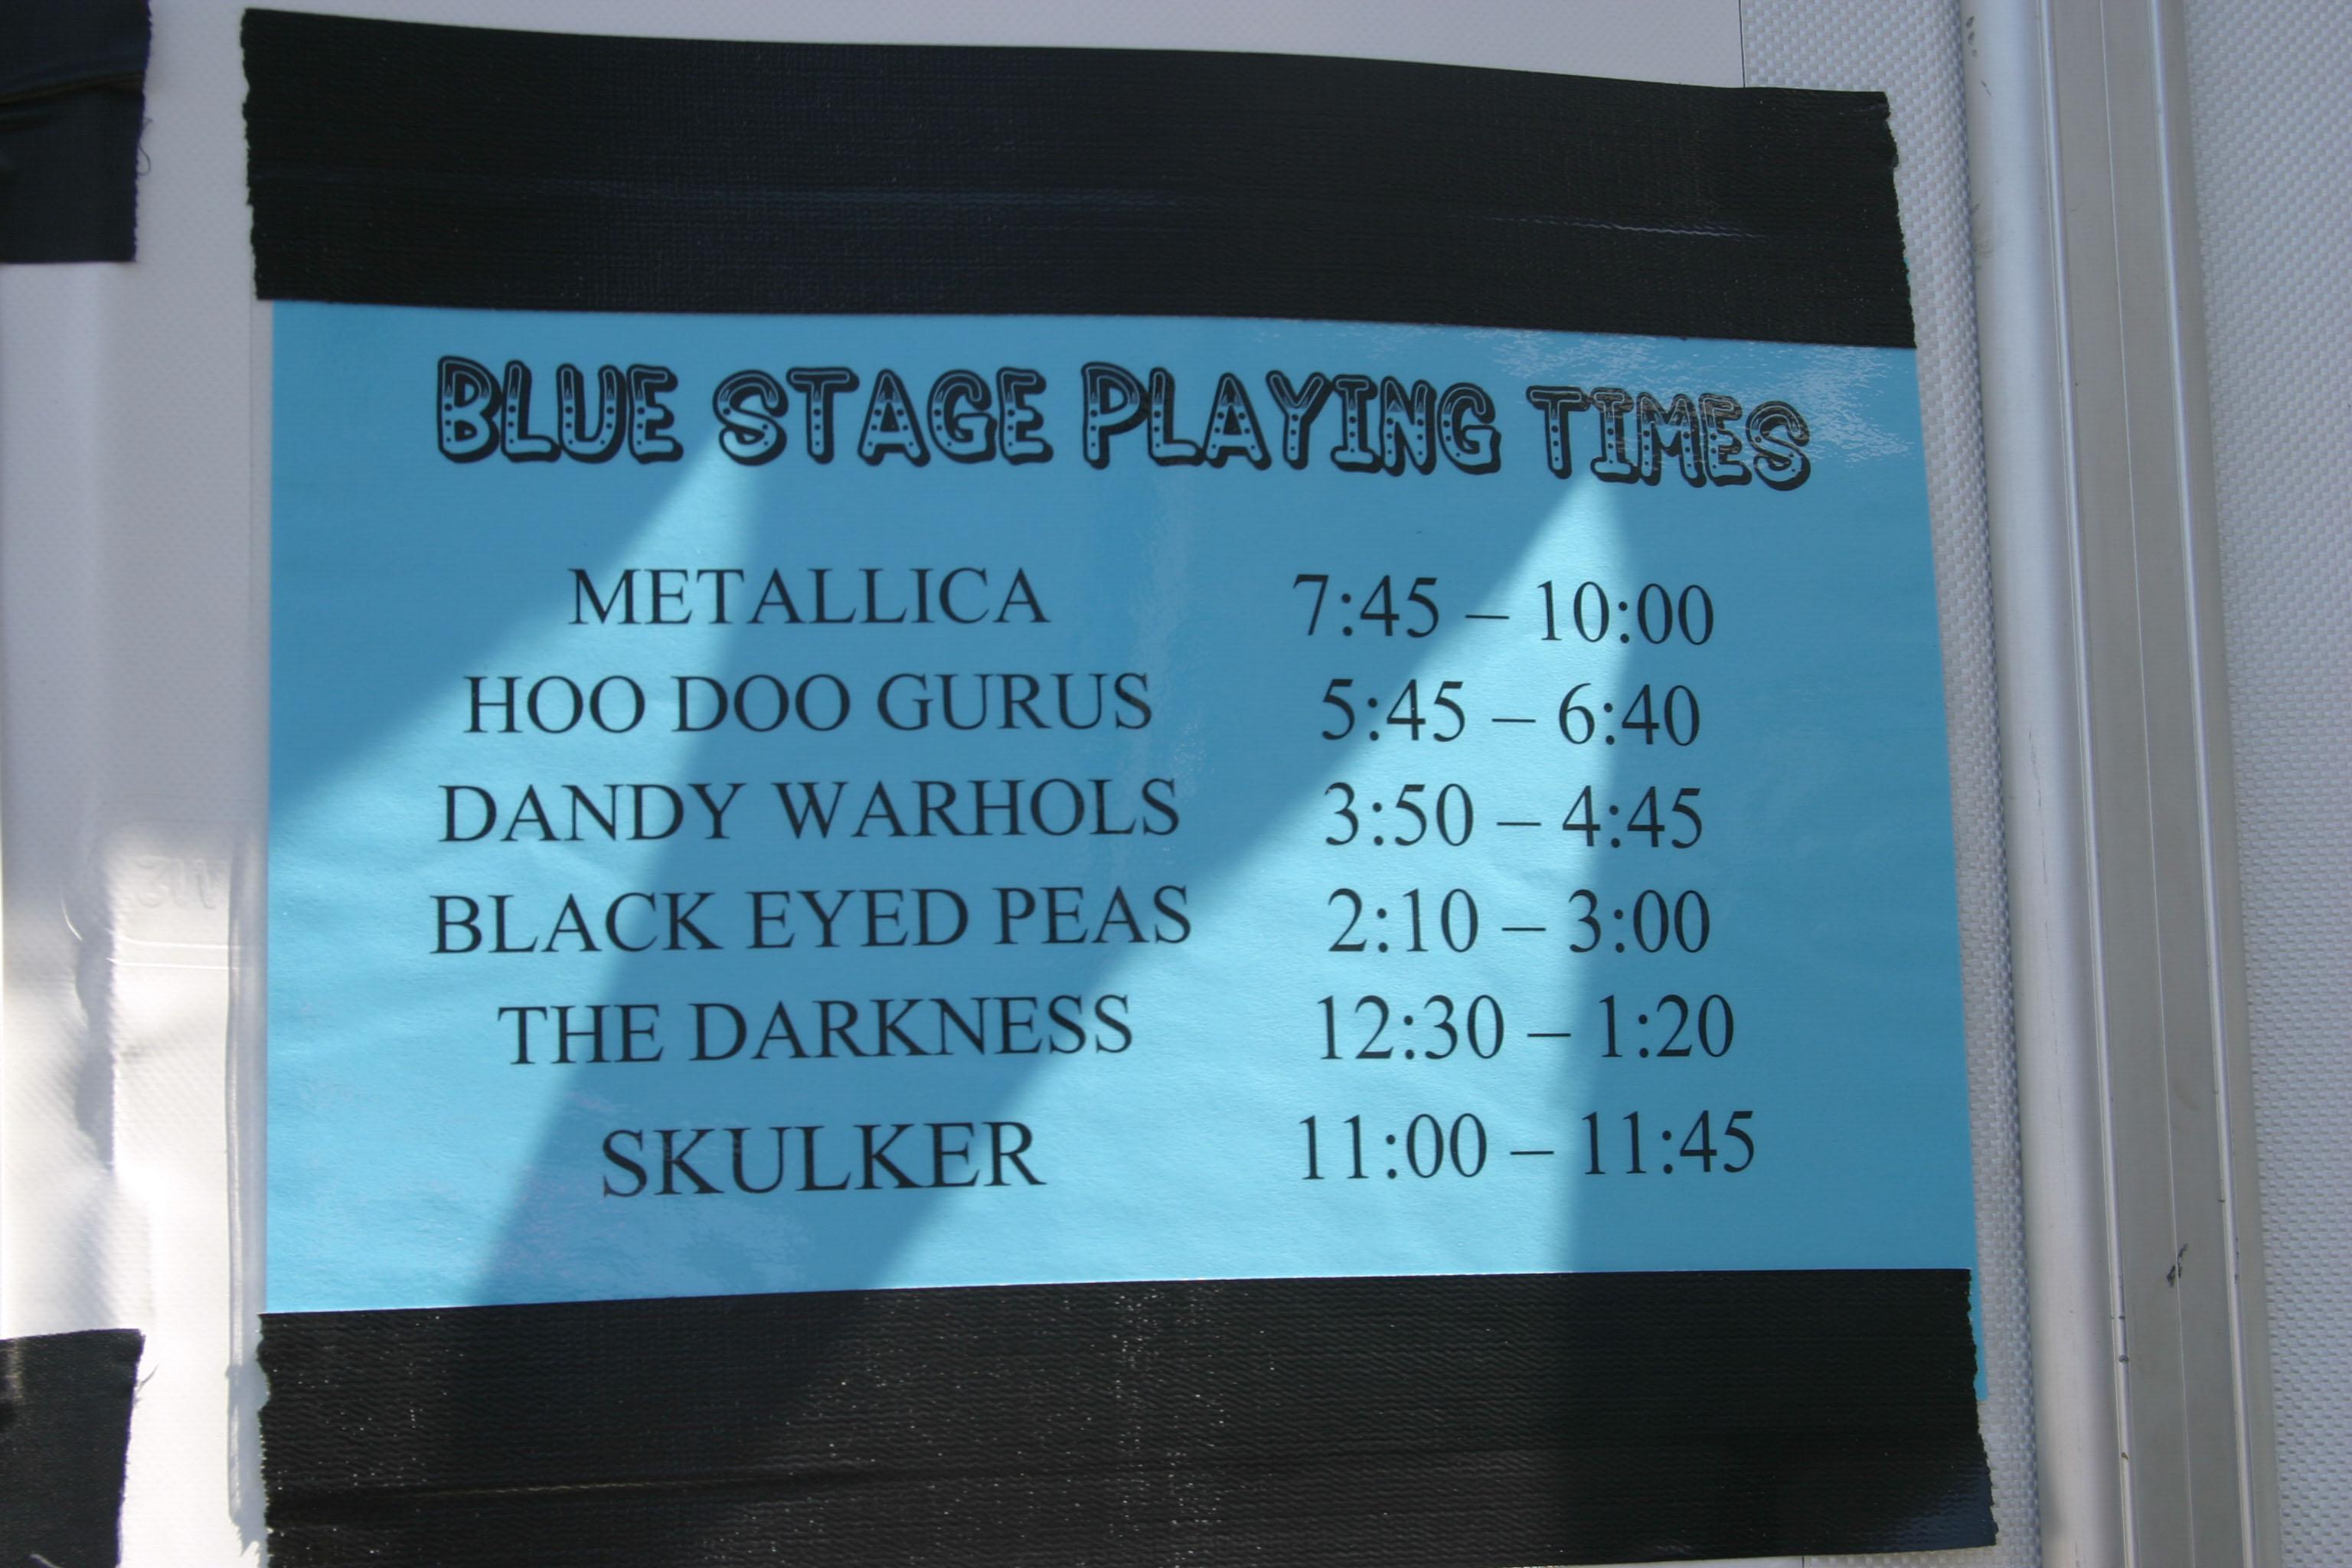 BLUE STAGE PLAYING TIMES
METALLICA 7:45 – 10:00
HOO DOO GURUS 5:45 – 6:40
DANDY WARHOLS 3:50 – 4:45
BLACK EYED PEAS 2:10 – 3:00
THE DARKNESS 12:30 – 1:20
SKULKER 11:00 – 11:45